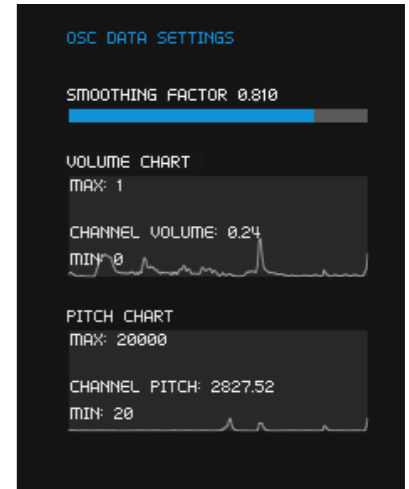 OSC DATA SETTINGS
SMOOTHING FACTOR 0.810
VOLUME CHART
MAX: 1
CHANNEL VOLUME: 0.24
MIN: 0
PITCH CHART
MAX: 20000
CHANNEL PITCH: 2827.52
MIN: 20